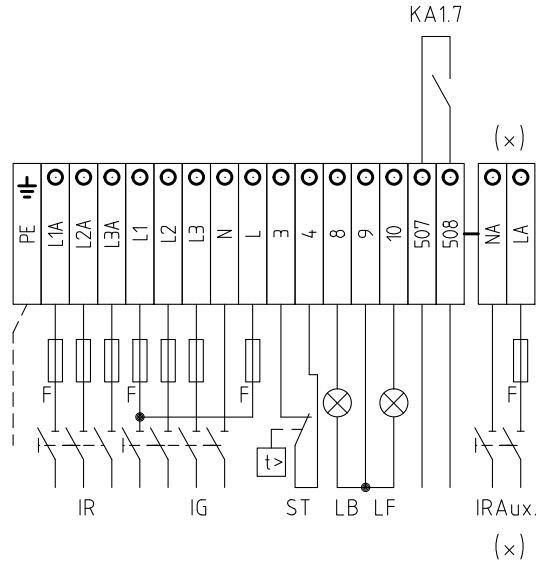 KA1.7
(x)
PE L1A L2A L3A L1 L2 L3 N L 3 4 8 9 10 507 508 NA LA
F F F F
t>
IR IG ST LB LF IRAux.
(x)